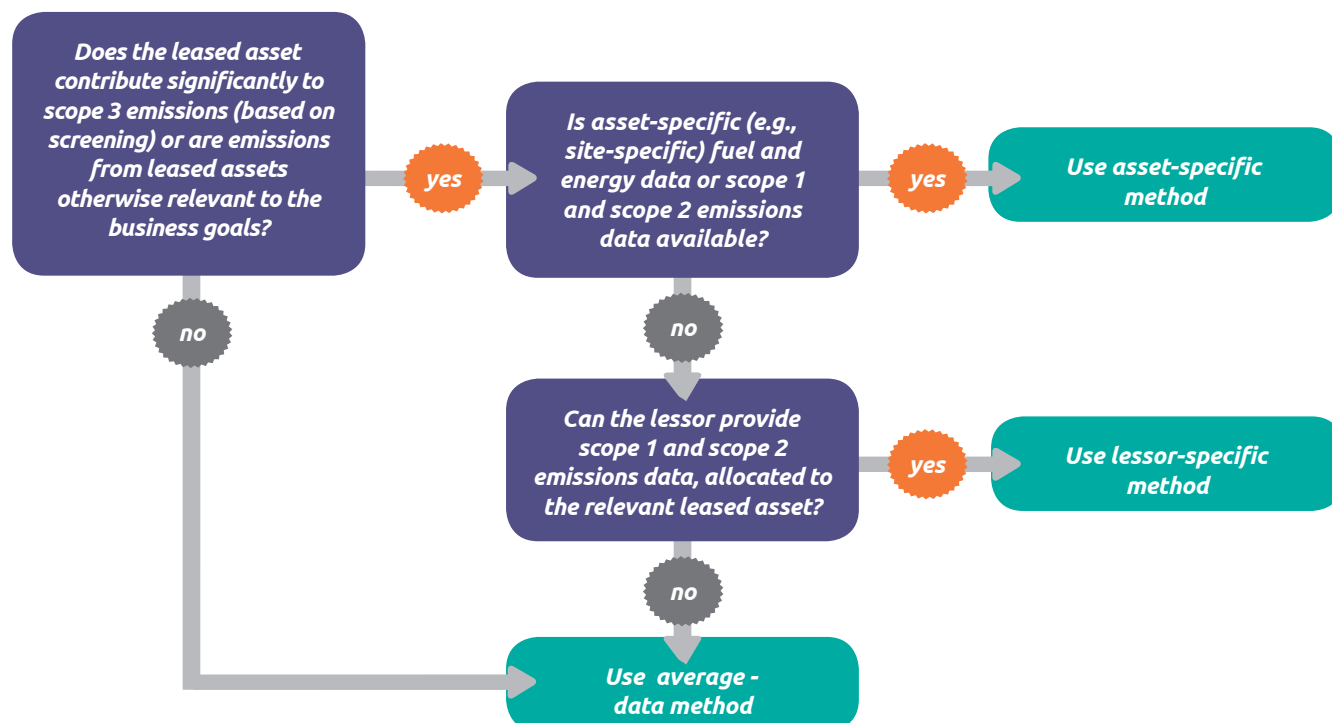 Does the leased asset
contribute significantly to
scope 3 emissions (based on
screening) or are emissions
from leased assets
otherwise relevant to the
business goals?
yes
Is asset-specific (e.g.,
site-specific) fuel and
energy data or scope 1
and scope 2 emissions
data available?
yes
Use asset-specific
method
no
no
Can the lessor provide
scope 1 and scope 2
emissions data, allocated to
the relevant leased asset?
yes
Use lessor-specific
method
no
Use average -
data method